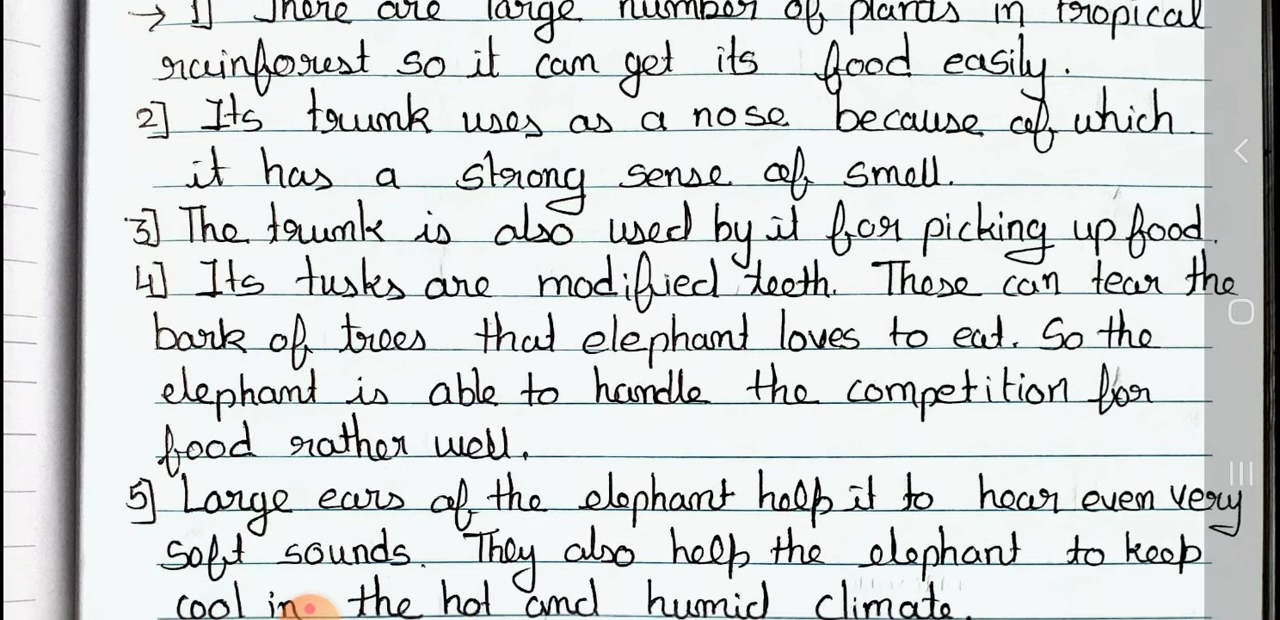 → 1] There are large number of plants in tropical
rainforest so it can get its food easily.
2] Its trunk uses as a nose because of which
it has a strong sense of smell.
3] The trunk is also used by it for picking up food.
4] Its tusks are modified teeth. These can tear the
bark of trees that elephant loves to eat. So the
elephant is able to handle the competition for
food rather well.
5] Large ears of the elephant help it to hear even very
soft sounds. They also help the elephant to keep
cool in the hot and humid climate.